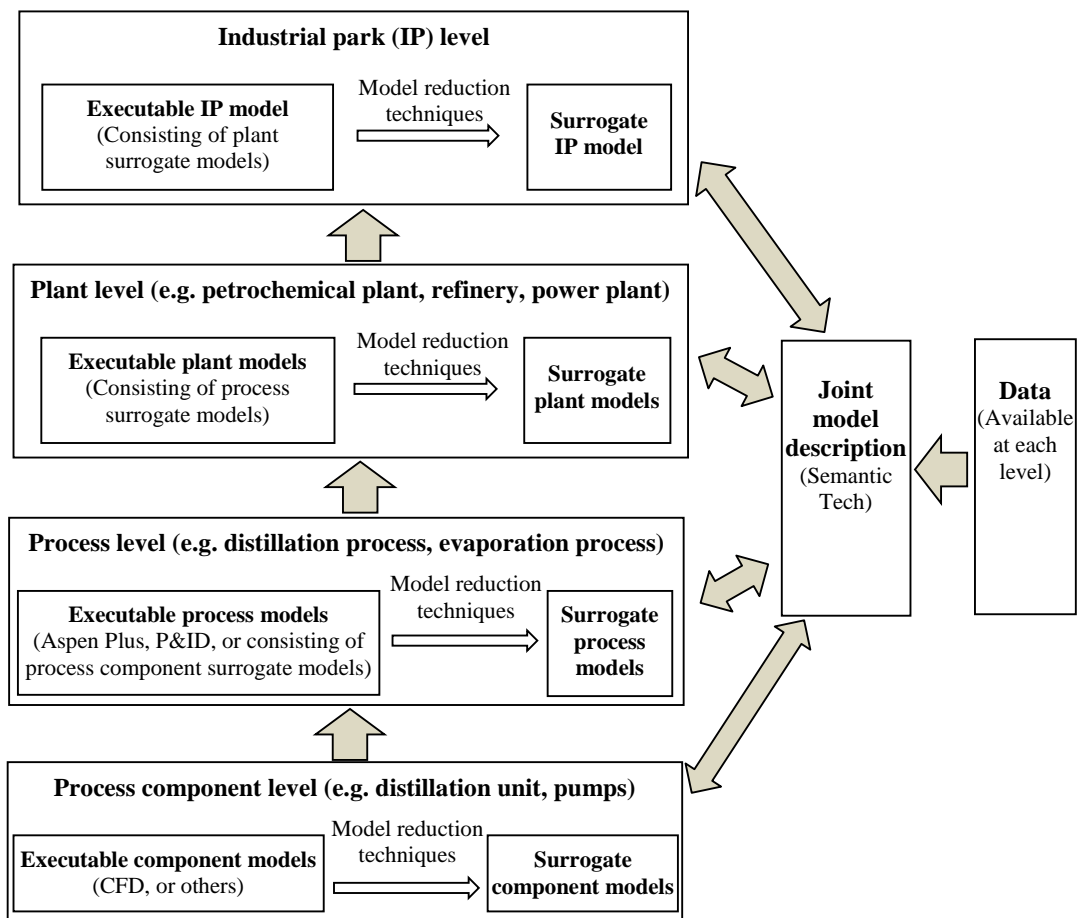 Industrial park (IP) level
Executable IP model
(Consisting of plant
surrogate models)
Model reduction
techniques
Surrogate
IP model
Plant level (e.g. petrochemical plant, refinery, power plant)
Executable plant models
(Consisting of process
surrogate models)
Model reduction
techniques
Surrogate
plant models
Process level (e.g. distillation process, evaporation process)
Executable process models
(Aspen Plus, P&ID, or consisting of
process component surrogate models)
Model reduction
techniques
Surrogate
process
models
Process component level (e.g. distillation unit, pumps)
Executable component models
(CFD, or others)
Model reduction
techniques
Surrogate
component models
Joint
model
description
(Semantic
Tech)
Data
(Available
at each
level)